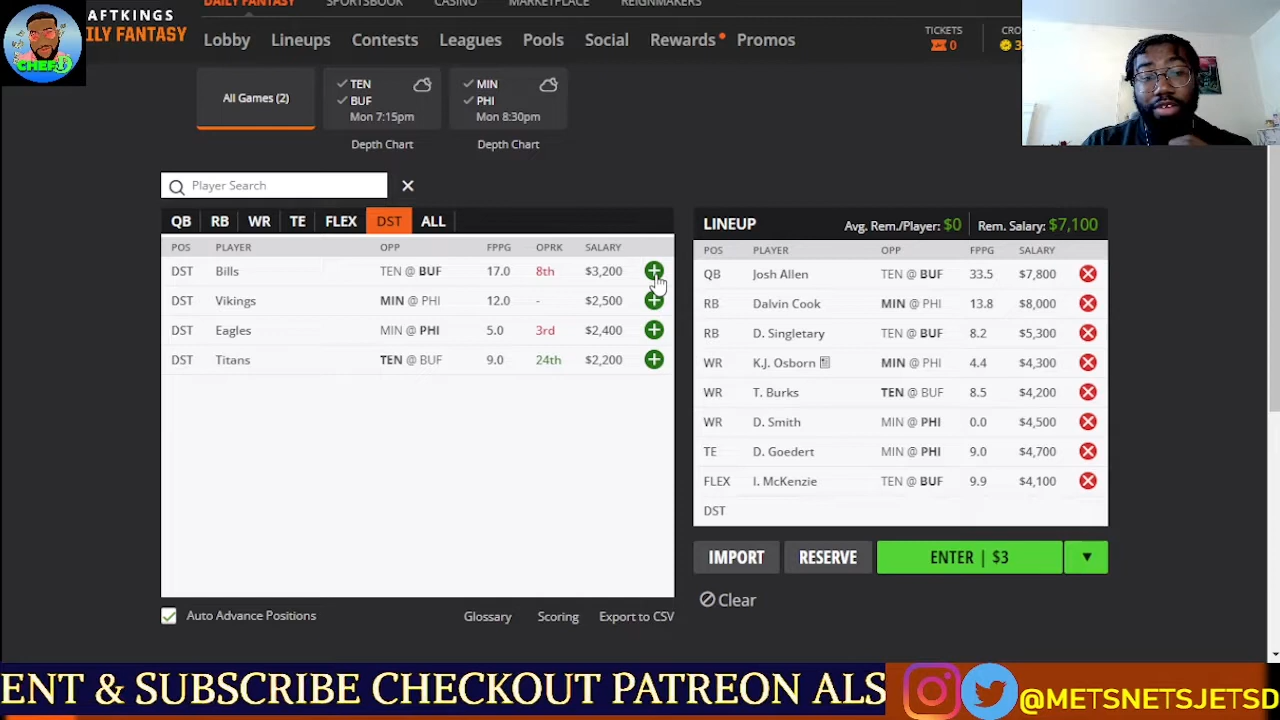 DAILY FANTASY SPORTSBOOK CASINO MARKETPLACE REIGNMAKERS
AFTKINGS
ILY FANTASY
CHEF
Lobby Lineups Contests Leagues Pools Social Rewards Promos
TICKETS
0
CRO
3
All Games (2)
TEN
BUF
Mon 7:15pm
Depth Chart
MIN
PHI
Mon 8:30pm
Depth Chart
Player Search
QB RB WR TE FLEX DST ALL
POS PLAYER OPP FPPG OPRK SALARY
DST Bills TEN @ BUF 17.0 8th $3,200
DST Vikings MIN @ PHI 12.0 - $2,500
DST Eagles MIN @ PHI 5.0 3rd $2,400
DST Titans TEN @ BUF 9.0 24th $2,200
Auto Advance Positions Glossary Scoring Export to CSV
LINEUP Avg. Rem./Player: $0 Rem. Salary: $7,100
POS PLAYER OPP FPPG SALARY
QB Josh Allen TEN @ BUF 33.5 $7,800
RB Dalvin Cook MIN @ PHI 13.8 $8,000
RB D. Singletary TEN @ BUF 8.2 $5,300
WR K.J. Osborn MIN @ PHI 4.4 $4,300
WR T. Burks TEN @ BUF 8.5 $4,200
WR D. Smith MIN @ PHI 0.0 $4,500
TE D. Goedert MIN @ PHI 9.0 $4,700
FLEX I. McKenzie TEN @ BUF 9.9 $4,100
DST
IMPORT RESERVE ENTER | $3
Clear
ENT & SUBSCRIBE CHECKOUT PATREON ALS
@METSNETSJETSD